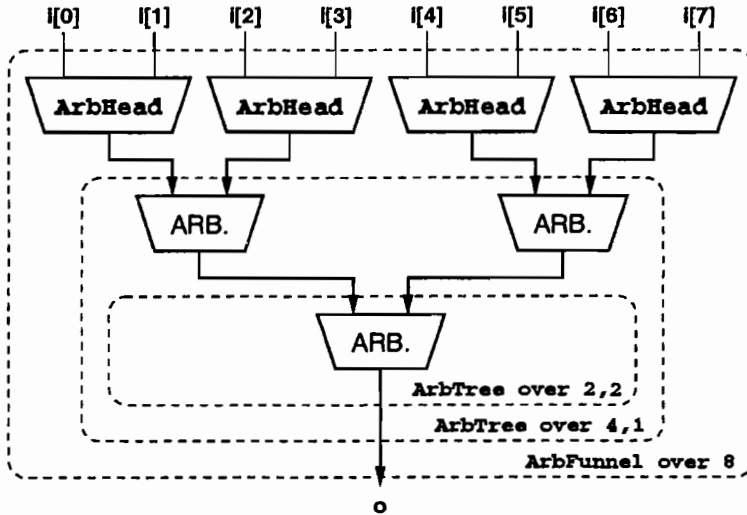 i[0] i[1] i[2] i[3] i[4] i[5] i[6] i[7]
ArbHead ArbHead ArbHead ArbHead
ARB. ARB.
ARB.
ArbTree over 2,2
ArbTree over 4,1
ArbFunnel over 8
o